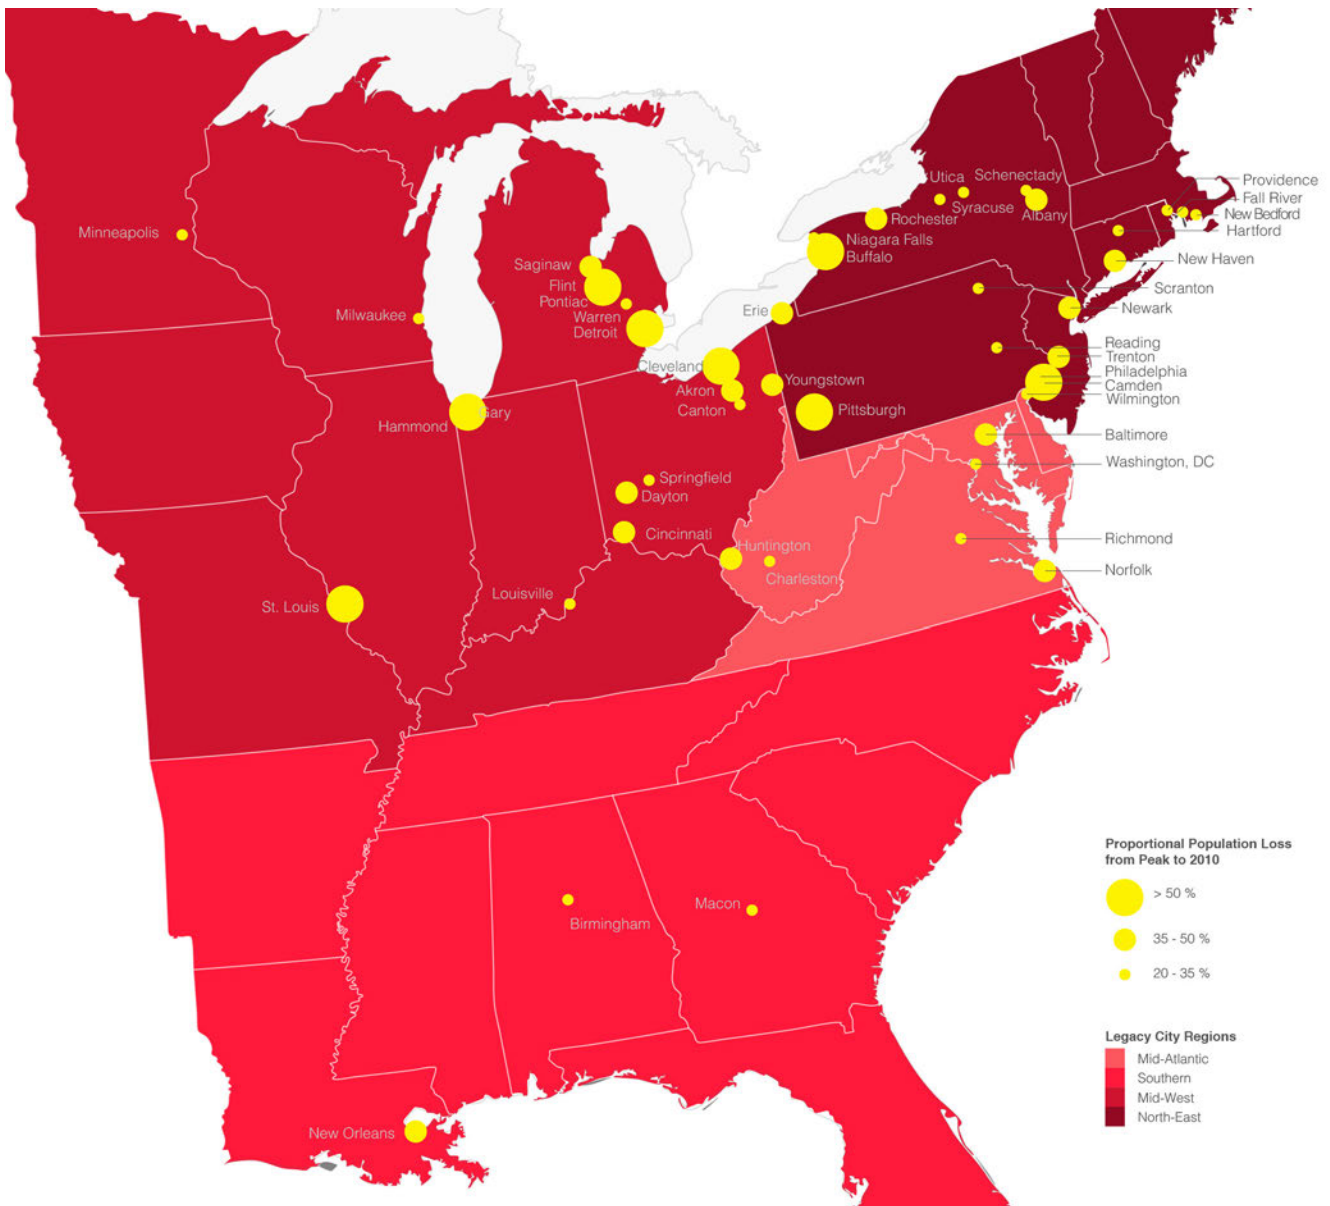 Utica
Schenectady
Providence
Fall River
New Bedford
Hartford
Syracuse
Albany
Rochester
Minneapolis
Niagara Falls
Buffalo
New Haven
Saginaw
Flint
Pontiac
Scranton
Milwaukee
Erie
Newark
Warren
Detroit
Reading
Trenton
Cleveland
Philadelphia
Camden
Wilmington
Youngstown
Akron
Canton
Gary
Hammond
Pittsburgh
Baltimore
Washington, DC
Springfield
Dayton
Cincinnati
Richmond
Huntington
Charleston
Norfolk
Louisville
St. Louis
Birmingham
Macon
New Orleans
Proportional Population Loss
from Peak to 2010
> 50 %
35 - 50 %
20 - 35 %
Legacy City Regions
Mid-Atlantic
Southern
Mid-West
North-East